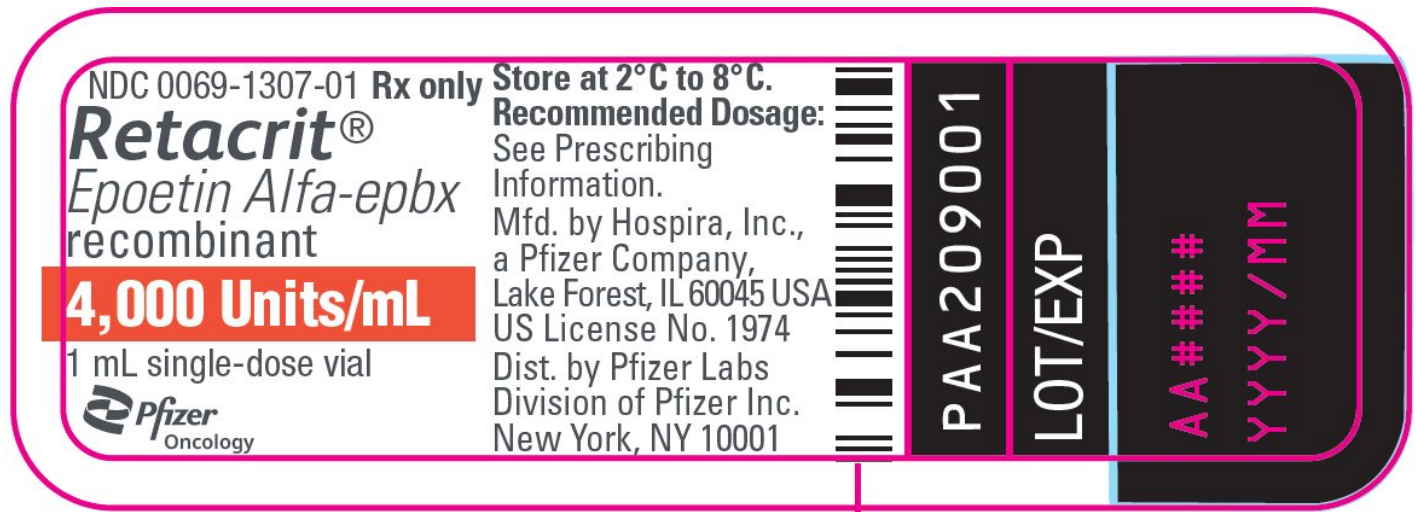 NDC 0069-1307-01 Rx only
Retacrit®
Epoetin Alfa-epbx
recombinant
4,000 Units/mL
1 mL single-dose vial
Pfizer
Oncology
Store at 2°C to 8°C.
Recommended Dosage:
See Prescribing
Information.
Mfd. by Hospira, Inc.,
a Pfizer Company,
Lake Forest, IL 60045 USA
US License No. 1974
Dist. by Pfizer Labs
Division of Pfizer Inc.
New York, NY 10001
PAA209001
LOT/EXP
AA####
YYYY/MM